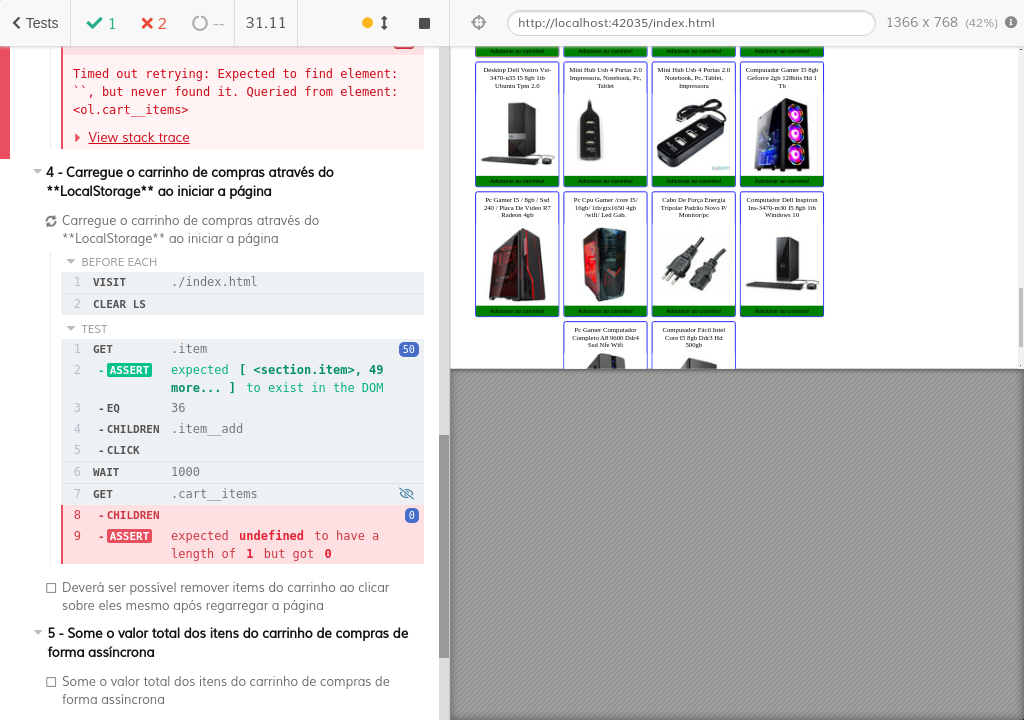 Tests
1
2
--
31.11
http://localhost:42035/index.html
1366 x 768 (42%)
Timed out retrying: Expected to find element:
``, but never found it. Queried from element:
<ol.cart__items>
View stack trace
4 - Carregue o carrinho de compras através do
**LocalStorage** ao iniciar a página
Carregue o carrinho de compras através do
**LocalStorage** ao iniciar a página
BEFORE EACH
1 VISIT ./index.html
2 CLEAR LS
TEST
1 GET .item 50
2 - ASSERT expected [ <section.item>, 49
more... ] to exist in the DOM
3 - EQ 36
4 - CHILDREN .item__add
5 - CLICK
6 WAIT 1000
7 GET .cart__items
8 - CHILDREN 0
9 - ASSERT expected undefined to have a
length of 1 but got 0
Deverá ser possível remover items do carrinho ao clicar
sobre eles mesmo após regarregar a página
5 - Some o valor total dos itens do carrinho de compras de
forma assíncrona
Some o valor total dos itens do carrinho de compras de
forma assíncrona
Adicionar ao carrinho!
Adicionar ao carrinho!
Adicionar ao carrinho!
Adicionar ao carrinho!
Desktop Dell Vostro Vst-
3470-u35 I5 8gb 1tb
Ubuntu Tpm 2.0
Adicionar ao carrinho!
Mini Hub Usb 4 Portas 2.0
Impressora, Notebook, Pc,
Tablet
Adicionar ao carrinho!
Mini Hub Usb 4 Portas 2.0
Notebook, Pc, Tablet,
Impressora
Adicionar ao carrinho!
Computador Gamer I5 8gb
Geforce 2gb 128bits Hd 1
Tb
Adicionar ao carrinho!
Pc Gamer I5 / 8gb / Ssd
240 / Placa De Vídeo R7
Radeon 4gb
Adicionar ao carrinho!
Pc Cpu Gamer /core I5/
16gb/ 1tb/gtx1650 4gb
/wifi/ Led Gab.
Adicionar ao carrinho!
Cabo De Força Energia
Tripolar Padrão Novo P/
Monitor/pc
Adicionar ao carrinho!
Computador Dell Inspiron
Ins-3470-m30 I5 8gb 1tb
Windows 10
Adicionar ao carrinho!
Pc Gamer Computador
Completo A8 9600 Ddr4
Ssd Nfe Wifi
Computador Fácil Intel
Core I5 8gb Ddr3 Hd
500gb